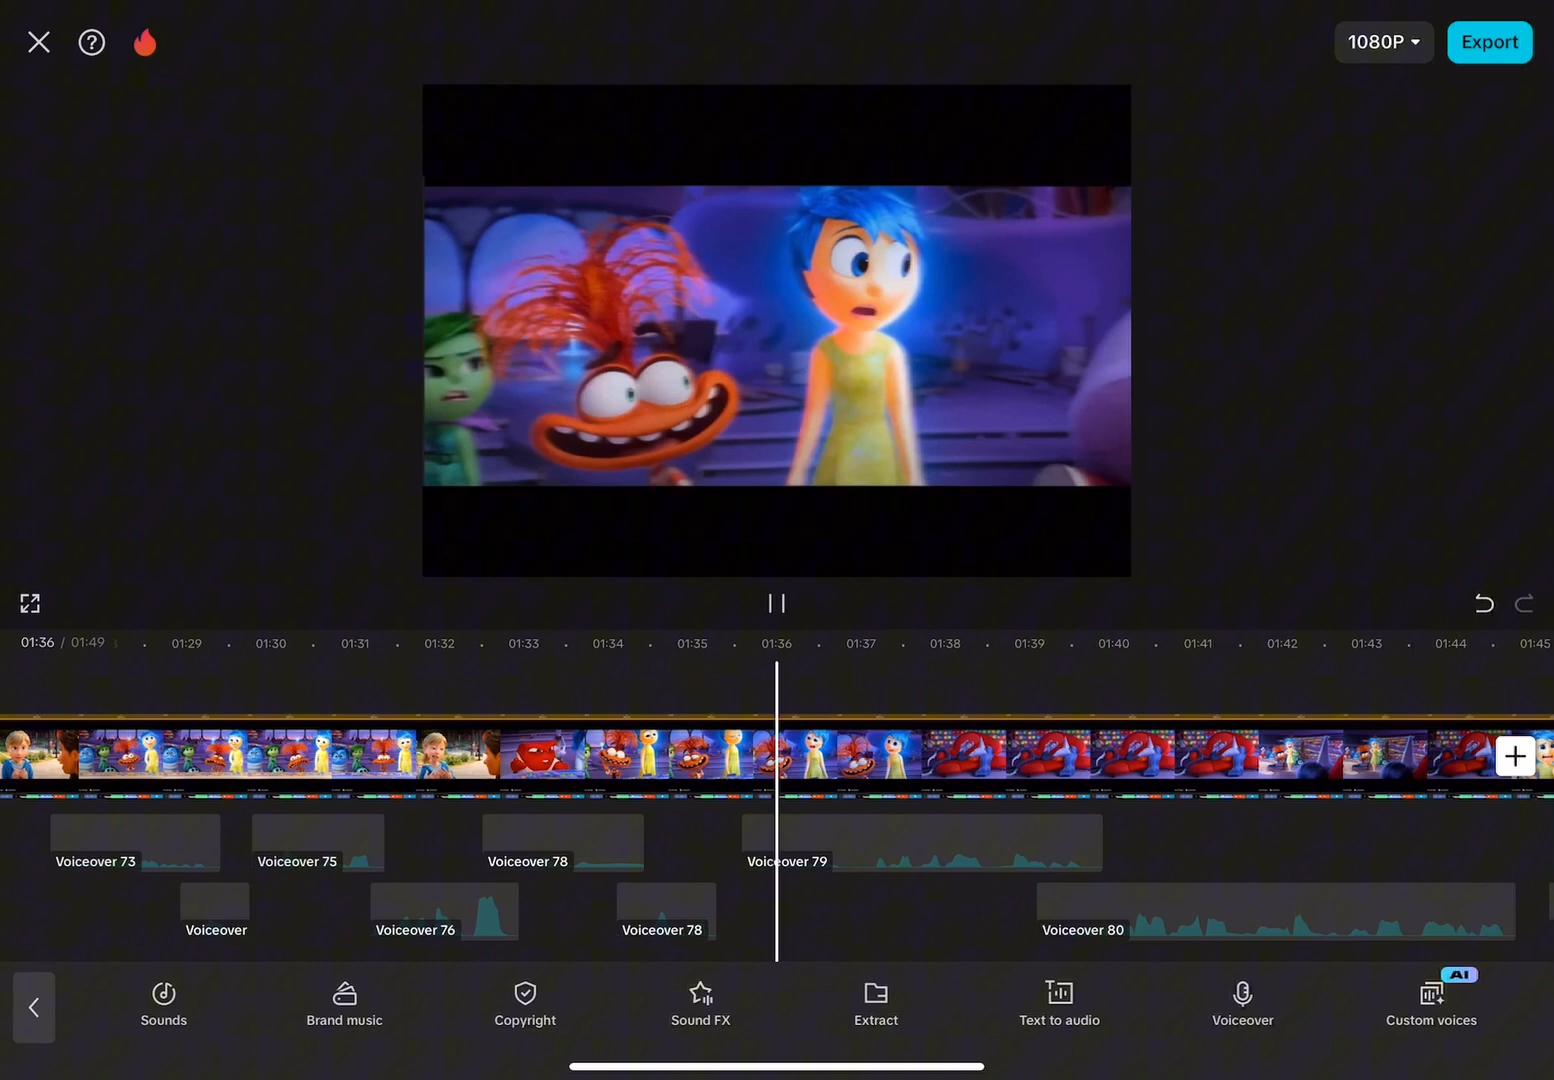 1080P
Export
01:36 / 01:49
01:29
01:30
01:31
01:32
01:33
01:34
01:35
01:36
01:37
01:38
01:39
01:40
01:41
01:42
01:43
01:44
01:45
Voiceover 73
Voiceover 75
Voiceover 78
Voiceover 79
Voiceover
Voiceover 76
Voiceover 78
Voiceover 80
AI
Sounds
Brand music
Copyright
Sound FX
Extract
Text to audio
Voiceover
Custom voices